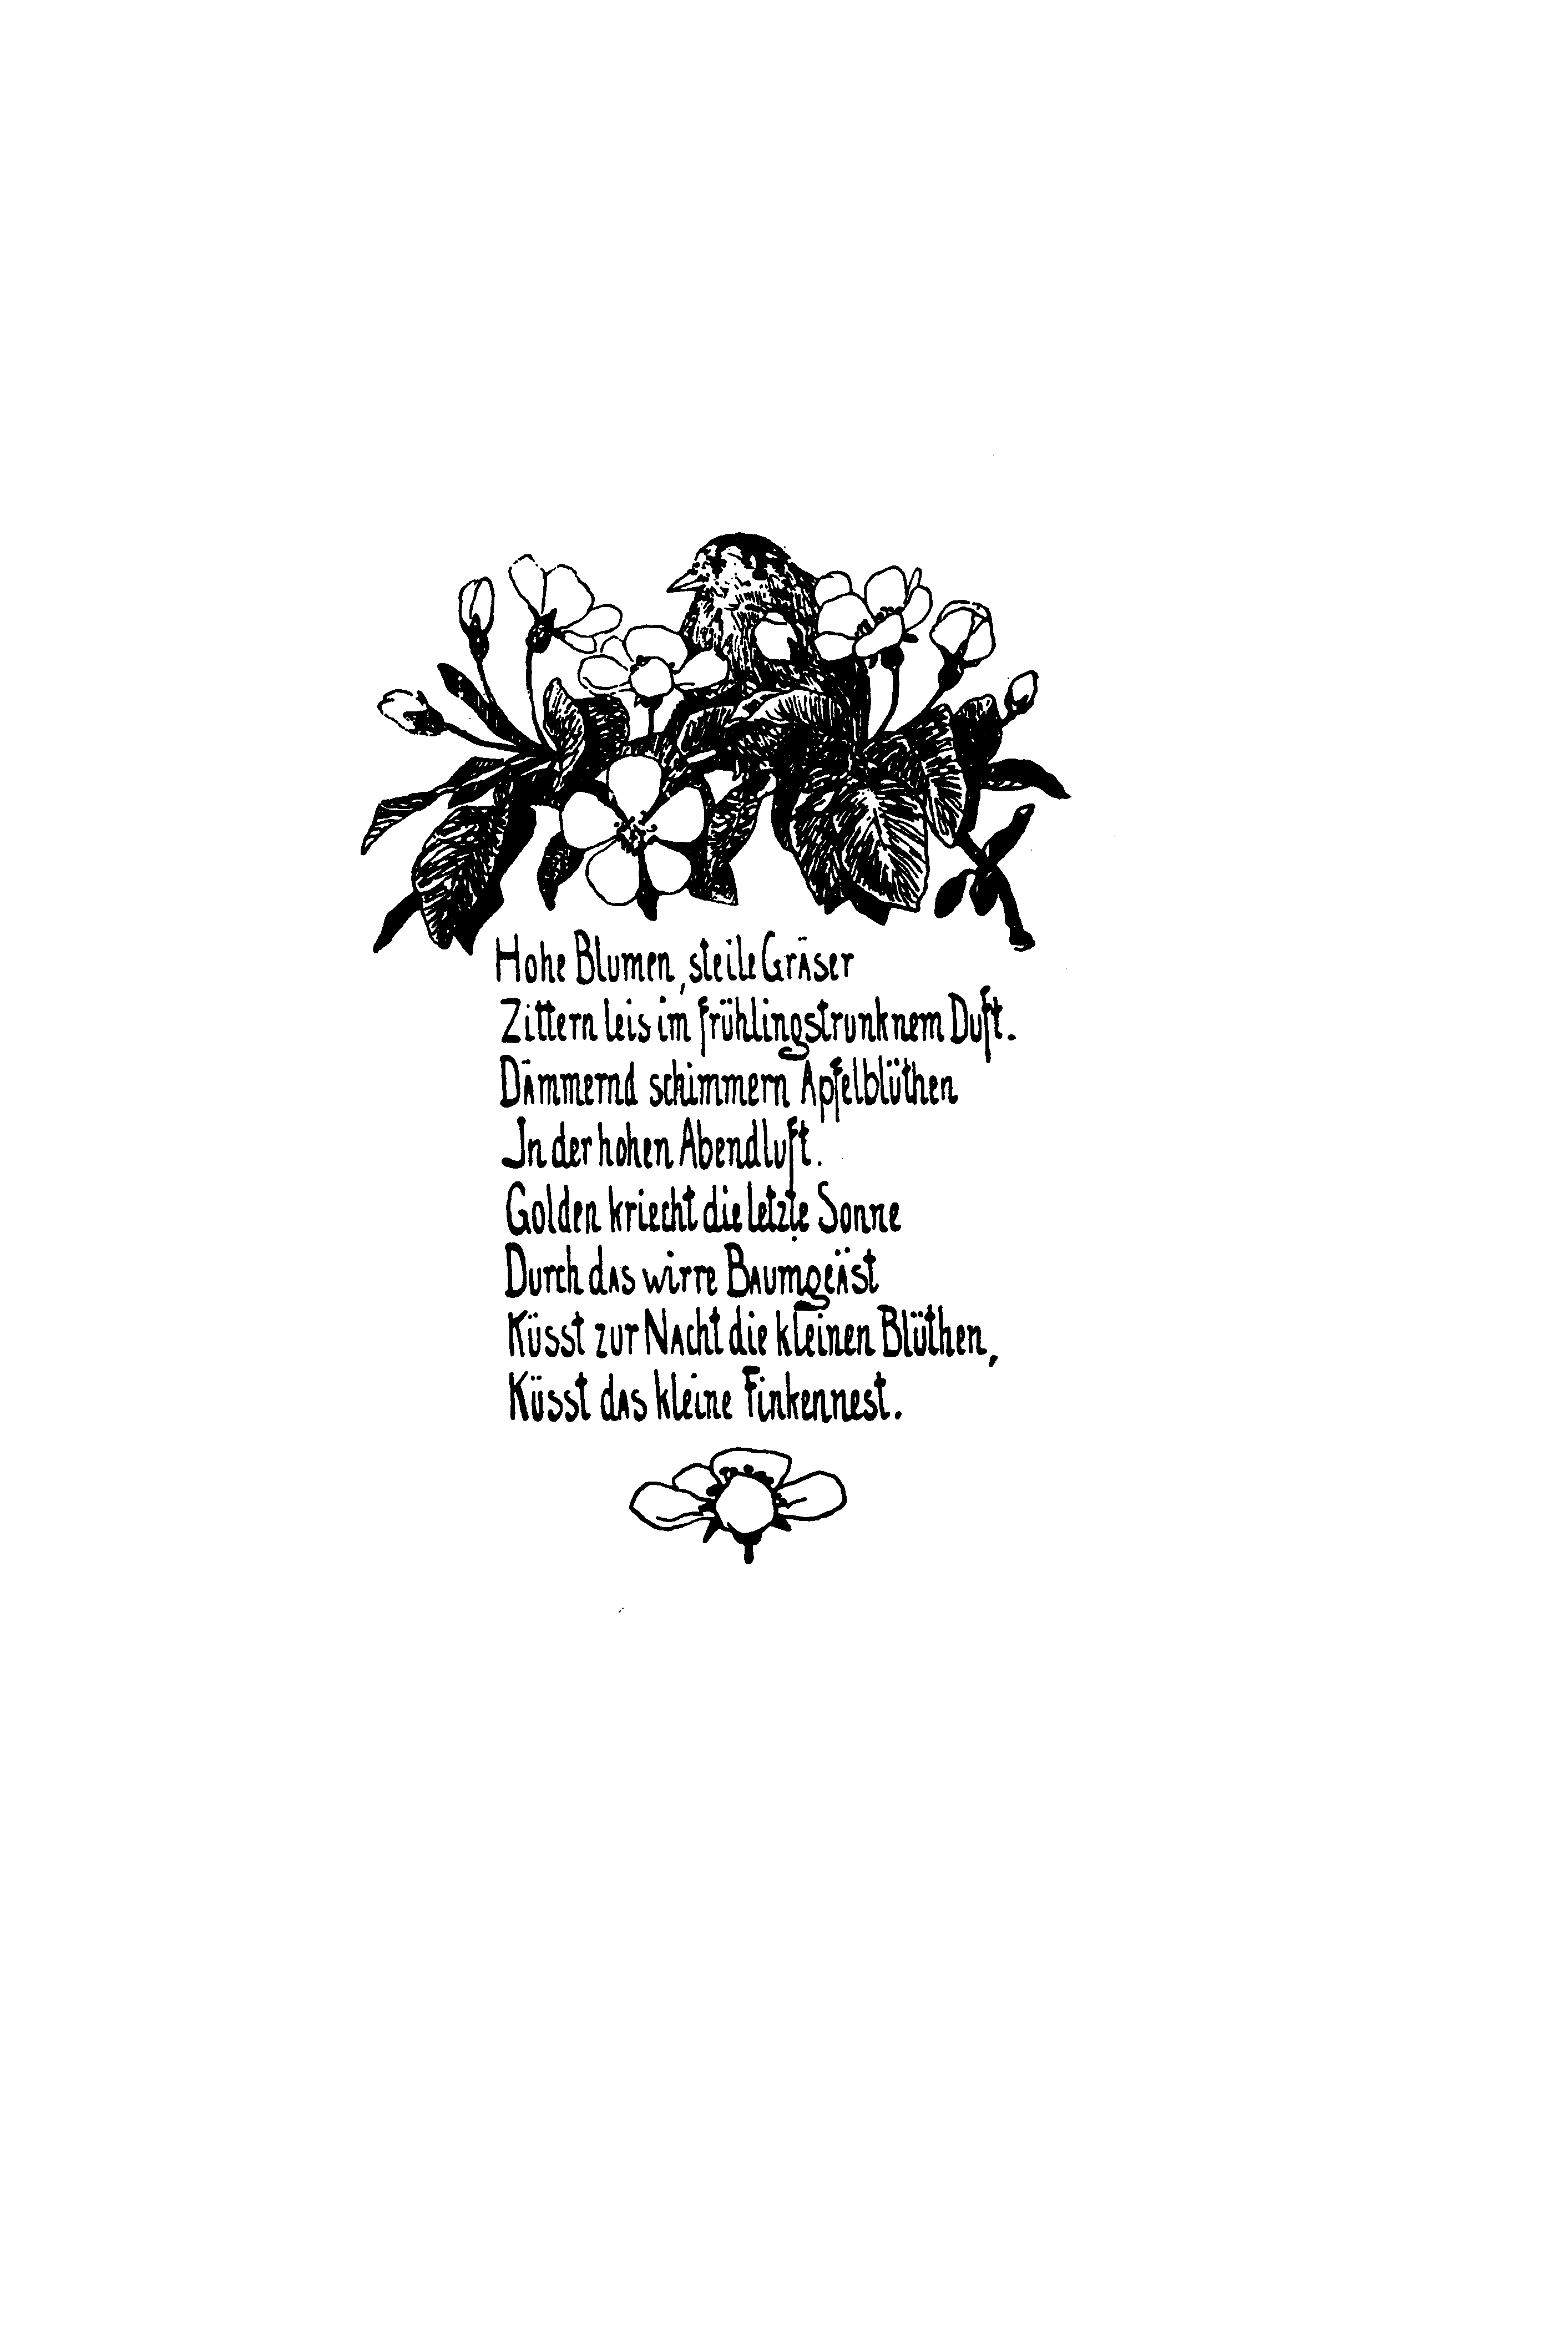 Hohe Blumen, steile Gräser
Zittern leis im frühlingstrunknem Duft.
Dämmernd schimmern Apfelblüthen
In der hohen Abendluft.
Golden kriecht die letzte Sonne
Durch das wirre Baumgeäst
Küsst zur Nacht die kleinen Blüthen,
Küsst das kleine Finkennest.